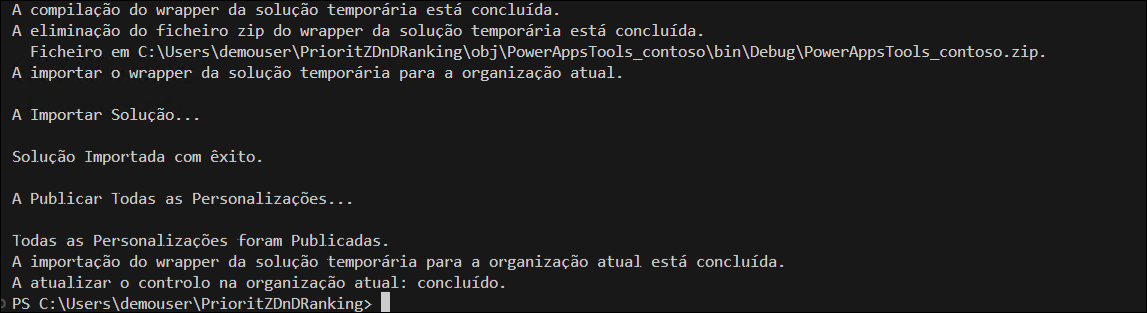 A compilação do wrapper da solução temporária está concluída.
A eliminação do ficheiro zip do wrapper da solução temporária está concluída.
Ficheiro em C:\Users\demouser\PrioritZDnDRanking\obj\PowerAppsTools_contoso\bin\Debug\PowerAppsTools_contoso.zip.
A importar o wrapper da solução temporária para a organização atual.
A Importar Solução...
Solução Importada com êxito.
A Publicar Todas as Personalizações...
Todas as Personalizações foram Publicadas.
A importação do wrapper da solução temporária para a organização atual está concluída.
A atualizar o controlo na organização atual: concluído.
PS C:\Users\demouser\PrioritZDnDRanking>